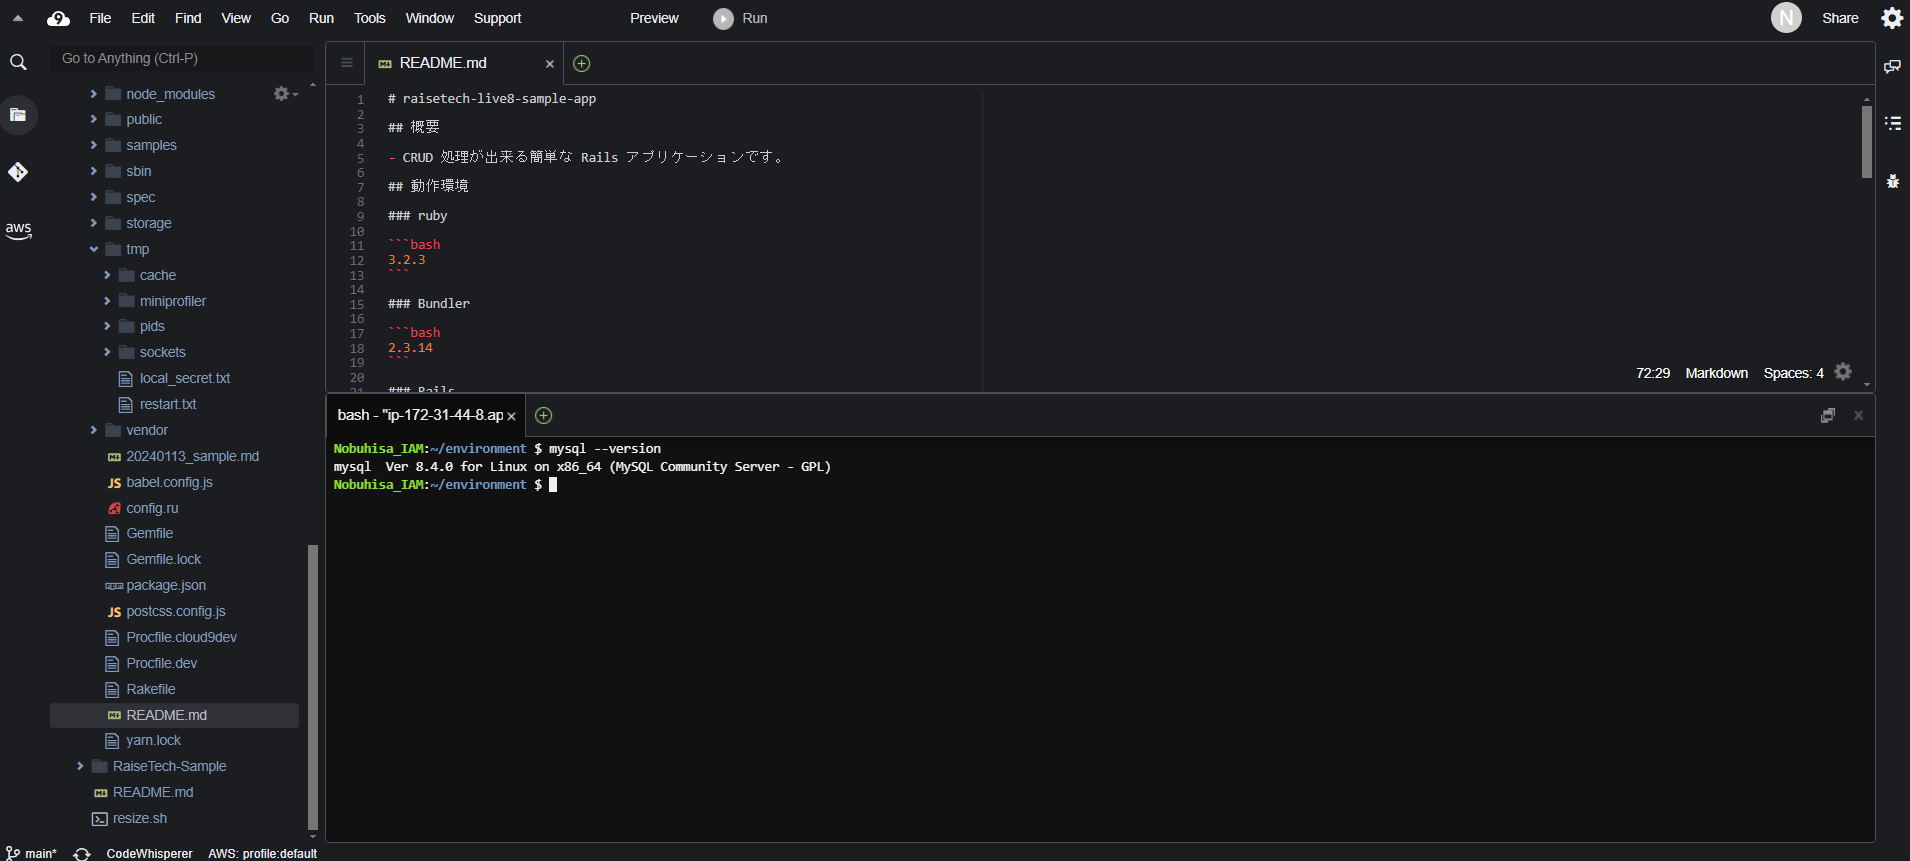 File Edit Find View Go Run Tools Window Support Preview Run N Share
Go to Anything (Ctrl-P)
aws
node_modules
public
samples
sbin
spec
storage
tmp
cache
miniprofiler
pids
sockets
local_secret.txt
restart.txt
vendor
20240113_sample.md
JS babel.config.js
config.ru
Gemfile
Gemfile.lock
package.json
JS postcss.config.js
Procfile.cloud9dev
Procfile.dev
Rakefile
README.md
yarn.lock
RaiseTech-Sample
README.md
resize.sh
README.md
1 # raisetech-live8-sample-app
2
3 ## 概要
4
5 - CRUD 処理が出来る簡単な Rails アプリケーションです。
6
7 ## 動作環境
8
9 ### ruby
10
11 ```bash
12 3.2.3
13 ```
14
15 ### Bundler
16
17 ```bash
18 2.3.14
19 ```
20
21 ### Rails
72:29 Markdown Spaces: 4
bash - "ip-172-31-44-8.ap
Nobuhisa_IAM:~/environment $ mysql --version
mysql  Ver 8.4.0 for Linux on x86_64 (MySQL Community Server - GPL)
Nobuhisa_IAM:~/environment $
main* CodeWhisperer AWS: profile:default